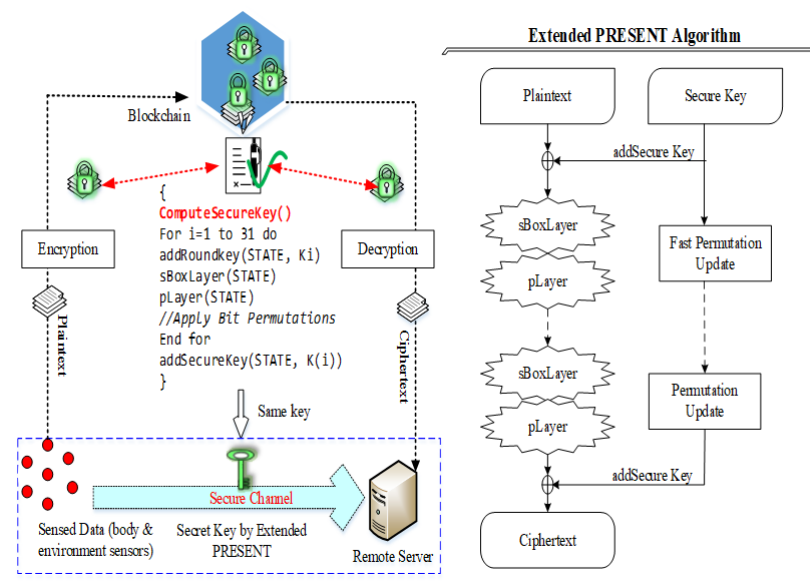 Blockchain
Encryption
Plaintext
{
ComputeSecureKey()
For i=1 to 31 do
addRoundkey(STATE, Ki)
sBoxLayer(STATE)
pLayer(STATE)
//Apply Bit Permutations
End for
addSecureKey(STATE, K(i))
}
Decryption
Ciphertext
Same key
Secure Channel
Sensed Data (body &
environment sensors)
Secret Key by Extended
PRESENT
Remote Server
Extended PRESENT Algorithm
Plaintext
Secure Key
addSecure Key
sBoxLayer
Fast Permutation
Update
pLayer
sBoxLayer
Permutation
Update
pLayer
addSecure Key
Ciphertext